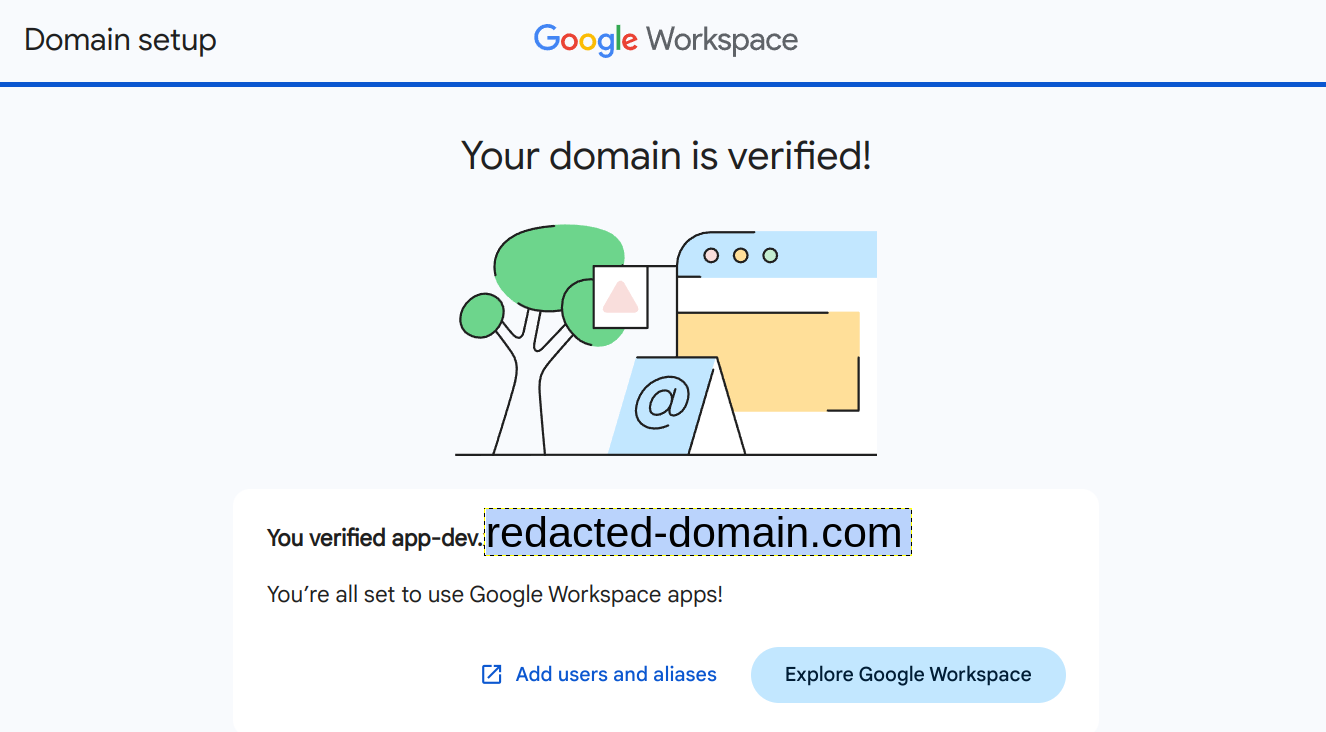 Domain setup
Google Workspace
Your domain is verified!
@
You verified app-dev.redacted-domain.com
You’re all set to use Google Workspace apps!
Add users and aliases
Explore Google Workspace